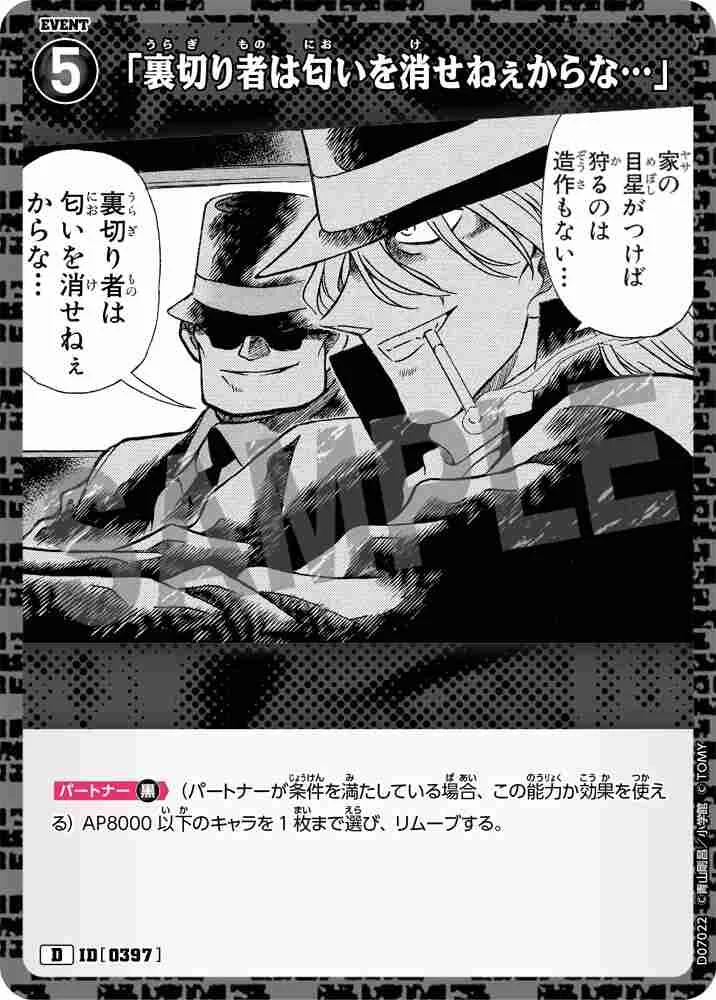 EVENT
5
「裏切り者は匂いを消せねぇからな…」
家の
目星がつけば
狩るのは
造作もない…
裏切り者は
匂いを消せねぇ
からな…
SAMPLE
パートナー 黒 (パートナーが条件を満たしている場合、この能力か効果を使え
る) AP8000 以下のキャラを1枚まで選び、リムーブする。
D ID[0397]
D07022 ©青山剛昌/小学館 ©TOMY